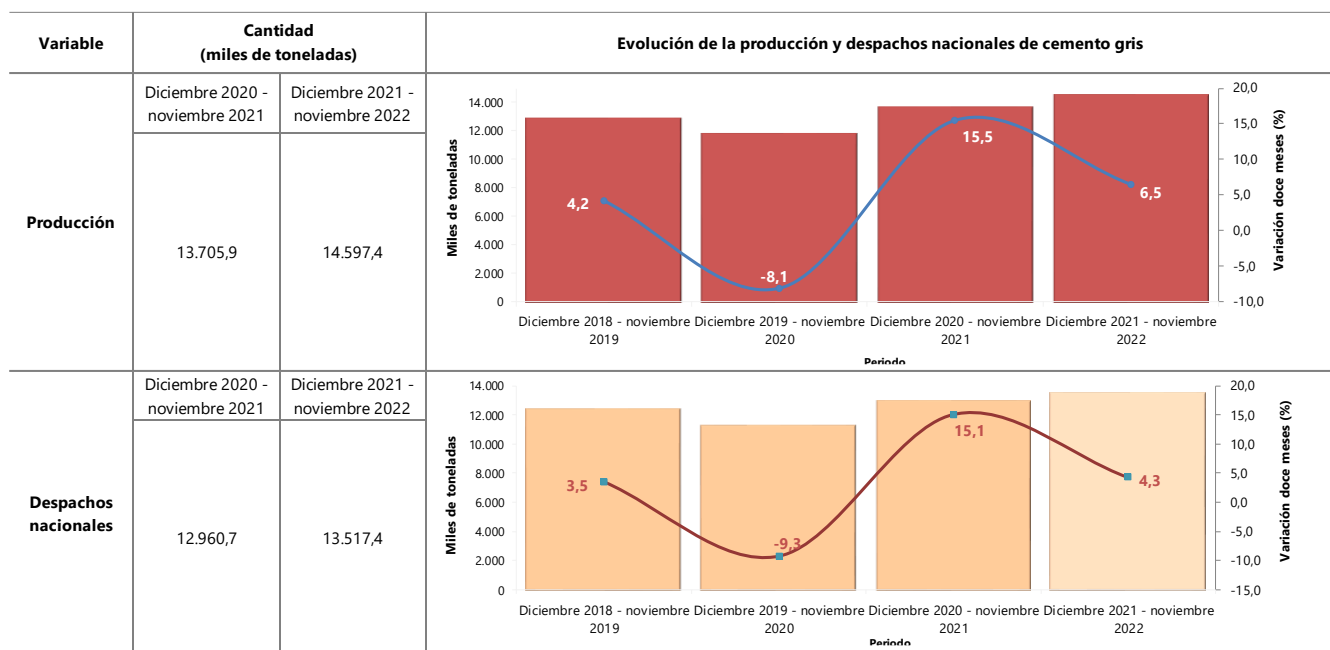 Variable
Cantidad
(miles de toneladas)
Evolución de la producción y despachos nacionales de cemento gris
Producción
Diciembre 2020 -
noviembre 2021
Diciembre 2021 -
noviembre 2022
13.705,9
14.597,4
Miles de toneladas
14.000
12.000
10.000
8.000
6.000
4.000
2.000
0
4,2
-8,1
15,5
6,5
20,0
15,0
10,0
5,0
0,0
-5,0
-10,0
Variación doce meses (%)
Diciembre 2018 - noviembre
2019
Diciembre 2019 - noviembre
2020
Diciembre 2020 - noviembre
2021
Diciembre 2021 - noviembre
2022
Periodo
Despachos
nacionales
Diciembre 2020 -
noviembre 2021
Diciembre 2021 -
noviembre 2022
12.960,7
13.517,4
Miles de toneladas
14.000
12.000
10.000
8.000
6.000
4.000
2.000
0
3,5
-9,3
15,1
4,3
20,0
15,0
10,0
5,0
0,0
-5,0
-10,0
-15,0
Variación doce meses (%)
Diciembre 2018 - noviembre
2019
Diciembre 2019 - noviembre
2020
Diciembre 2020 - noviembre
2021
Diciembre 2021 - noviembre
2022
Periodo